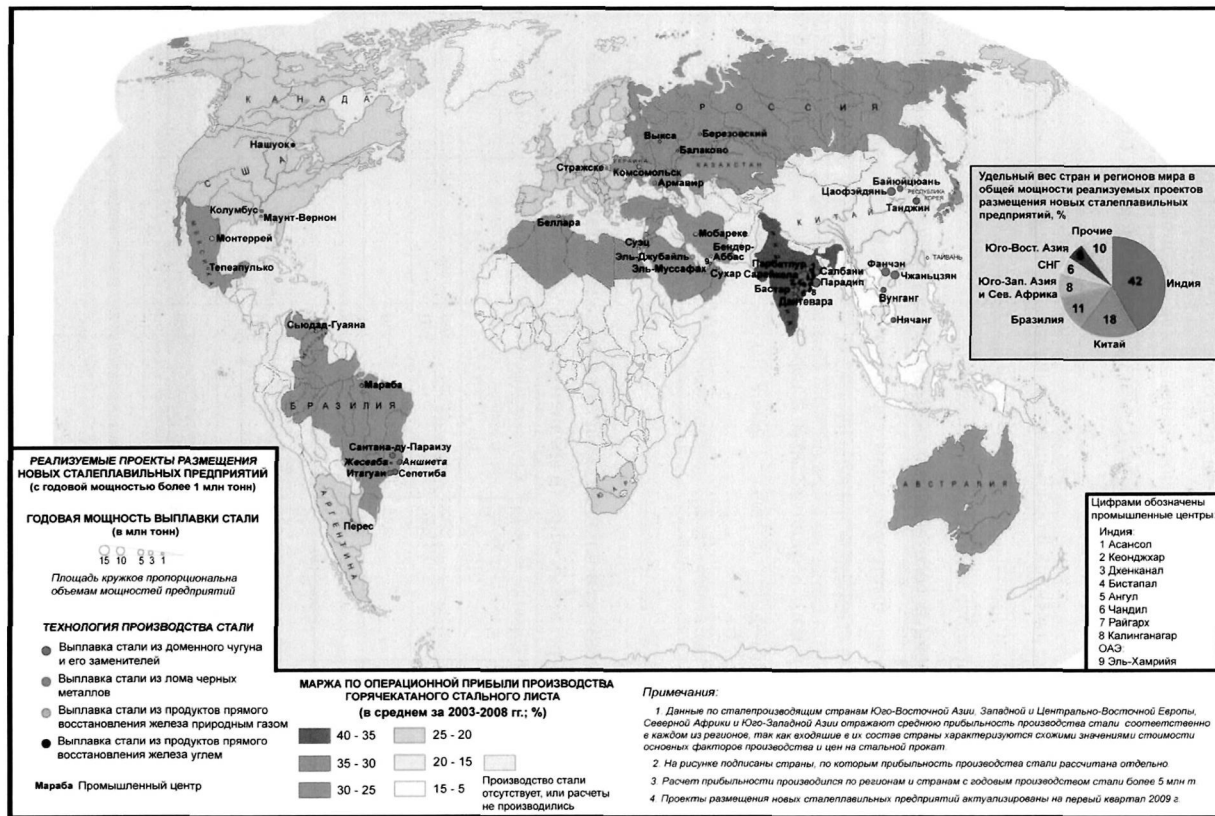 КАНАДА
США
МЕКСИКА
БРАЗИЛИЯ
АРГЕНТИНА
РОССИЯ
УКРАИНА
КАЗАХСТАН
КИТАЙ
РЕСПУБЛИКА
КОРЕЯ
ТАЙВАНЬ
ЮАР
АВСТРАЛИЯ
Нашуок
Колумбус
Маунт-Вернон
Монтеррей
Тепеапулько
Сьюдад-Гуаяна
Мараба
Сантана-ду-Параизу
Жесеаба
Аншиета
Итагуаи
Сепетиба
Перес
Выкса
Березовский
Балаково
Стражске
Комсомольск
Армавир
Беллара
Суэц
Мобареке
Эль-Джубайль
Бендер-
Аббас
Эль-Муссафах
9
Сухар
Парбатпур
Салбани
Парадип
Бастар
Дантевара
8
Цаофэйдянь
Байюйцюань
Танджин
Фанчэн
Чжаньцзян
Вунганг
Нячанг
Удельный вес стран и регионов мира в
общей мощности реализуемых проектов
размещения новых сталеплавильных
предприятий, %
Прочие
10
Юго-Вост. Азия
СНГ
6
Юго-Зап. Азия
и Сев. Африка
8
Бразилия
11
Китай
18
42
Индия
РЕАЛИЗУЕМЫЕ ПРОЕКТЫ РАЗМЕЩЕНИЯ
НОВЫХ СТАЛЕПЛАВИЛЬНЫХ ПРЕДПРИЯТИЙ
(с годовой мощностью более 1 млн тонн)
ГОДОВАЯ МОЩНОСТЬ ВЫПЛАВКИ СТАЛИ
(в млн тонн)
15 10 5 3 1
Площадь кружков пропорциональна
объемам мощностей предприятий
ТЕХНОЛОГИЯ ПРОИЗВОДСТВА СТАЛИ
Выплавка стали из доменного чугуна
и его заменителей
Выплавка стали из лома черных
металлов
Выплавка стали из продуктов прямого
восстановления железа природным газом
Выплавка стали из продуктов прямого
восстановления железа углем
Мараба Промышленный центр
МАРЖА ПО ОПЕРАЦИОННОЙ ПРИБЫЛИ ПРОИЗВОДСТВА
ГОРЯЧЕКАТАНОГО СТАЛЬНОГО ЛИСТА
(в среднем за 2003-2008 гг.; %)
40 - 35
35 - 30
30 - 25
25 - 20
20 - 15
15 - 5
Производство стали
отсутствует, или расчеты
не производились
Примечания:
1. Данные по сталепроизводящим странам Юго-Восточной Азии, Западной и Центрально-Восточной Европы,
Северной Африки и Юго-Западной Азии отражают среднюю прибыльность производства стали соответственно
в каждом из регионов, так как входяшие в их состав страны характеризуются схожими значениями стоимости
основных факторов производства и цен на стальной прокат
2. На рисунке подписаны страны, по которым прибыльность производства стали рассчитана отдельно
3. Расчет прибыльности производился по регионам и странам с годовым производством стали более 5 млн т
4. Проекты размещения новых сталеплавильных предприятий актуализированы на первый квартал 2009 г.
Цифрами обозначены
промышленные центры:
Индия:
1 Асансол
2 Кеонджхар
3 Дхенканал
4 Бистапал
5 Ангул
6 Чандил
7 Райгарх
8 Калинганагар
ОАЭ:
9 Эль-Хамрийя